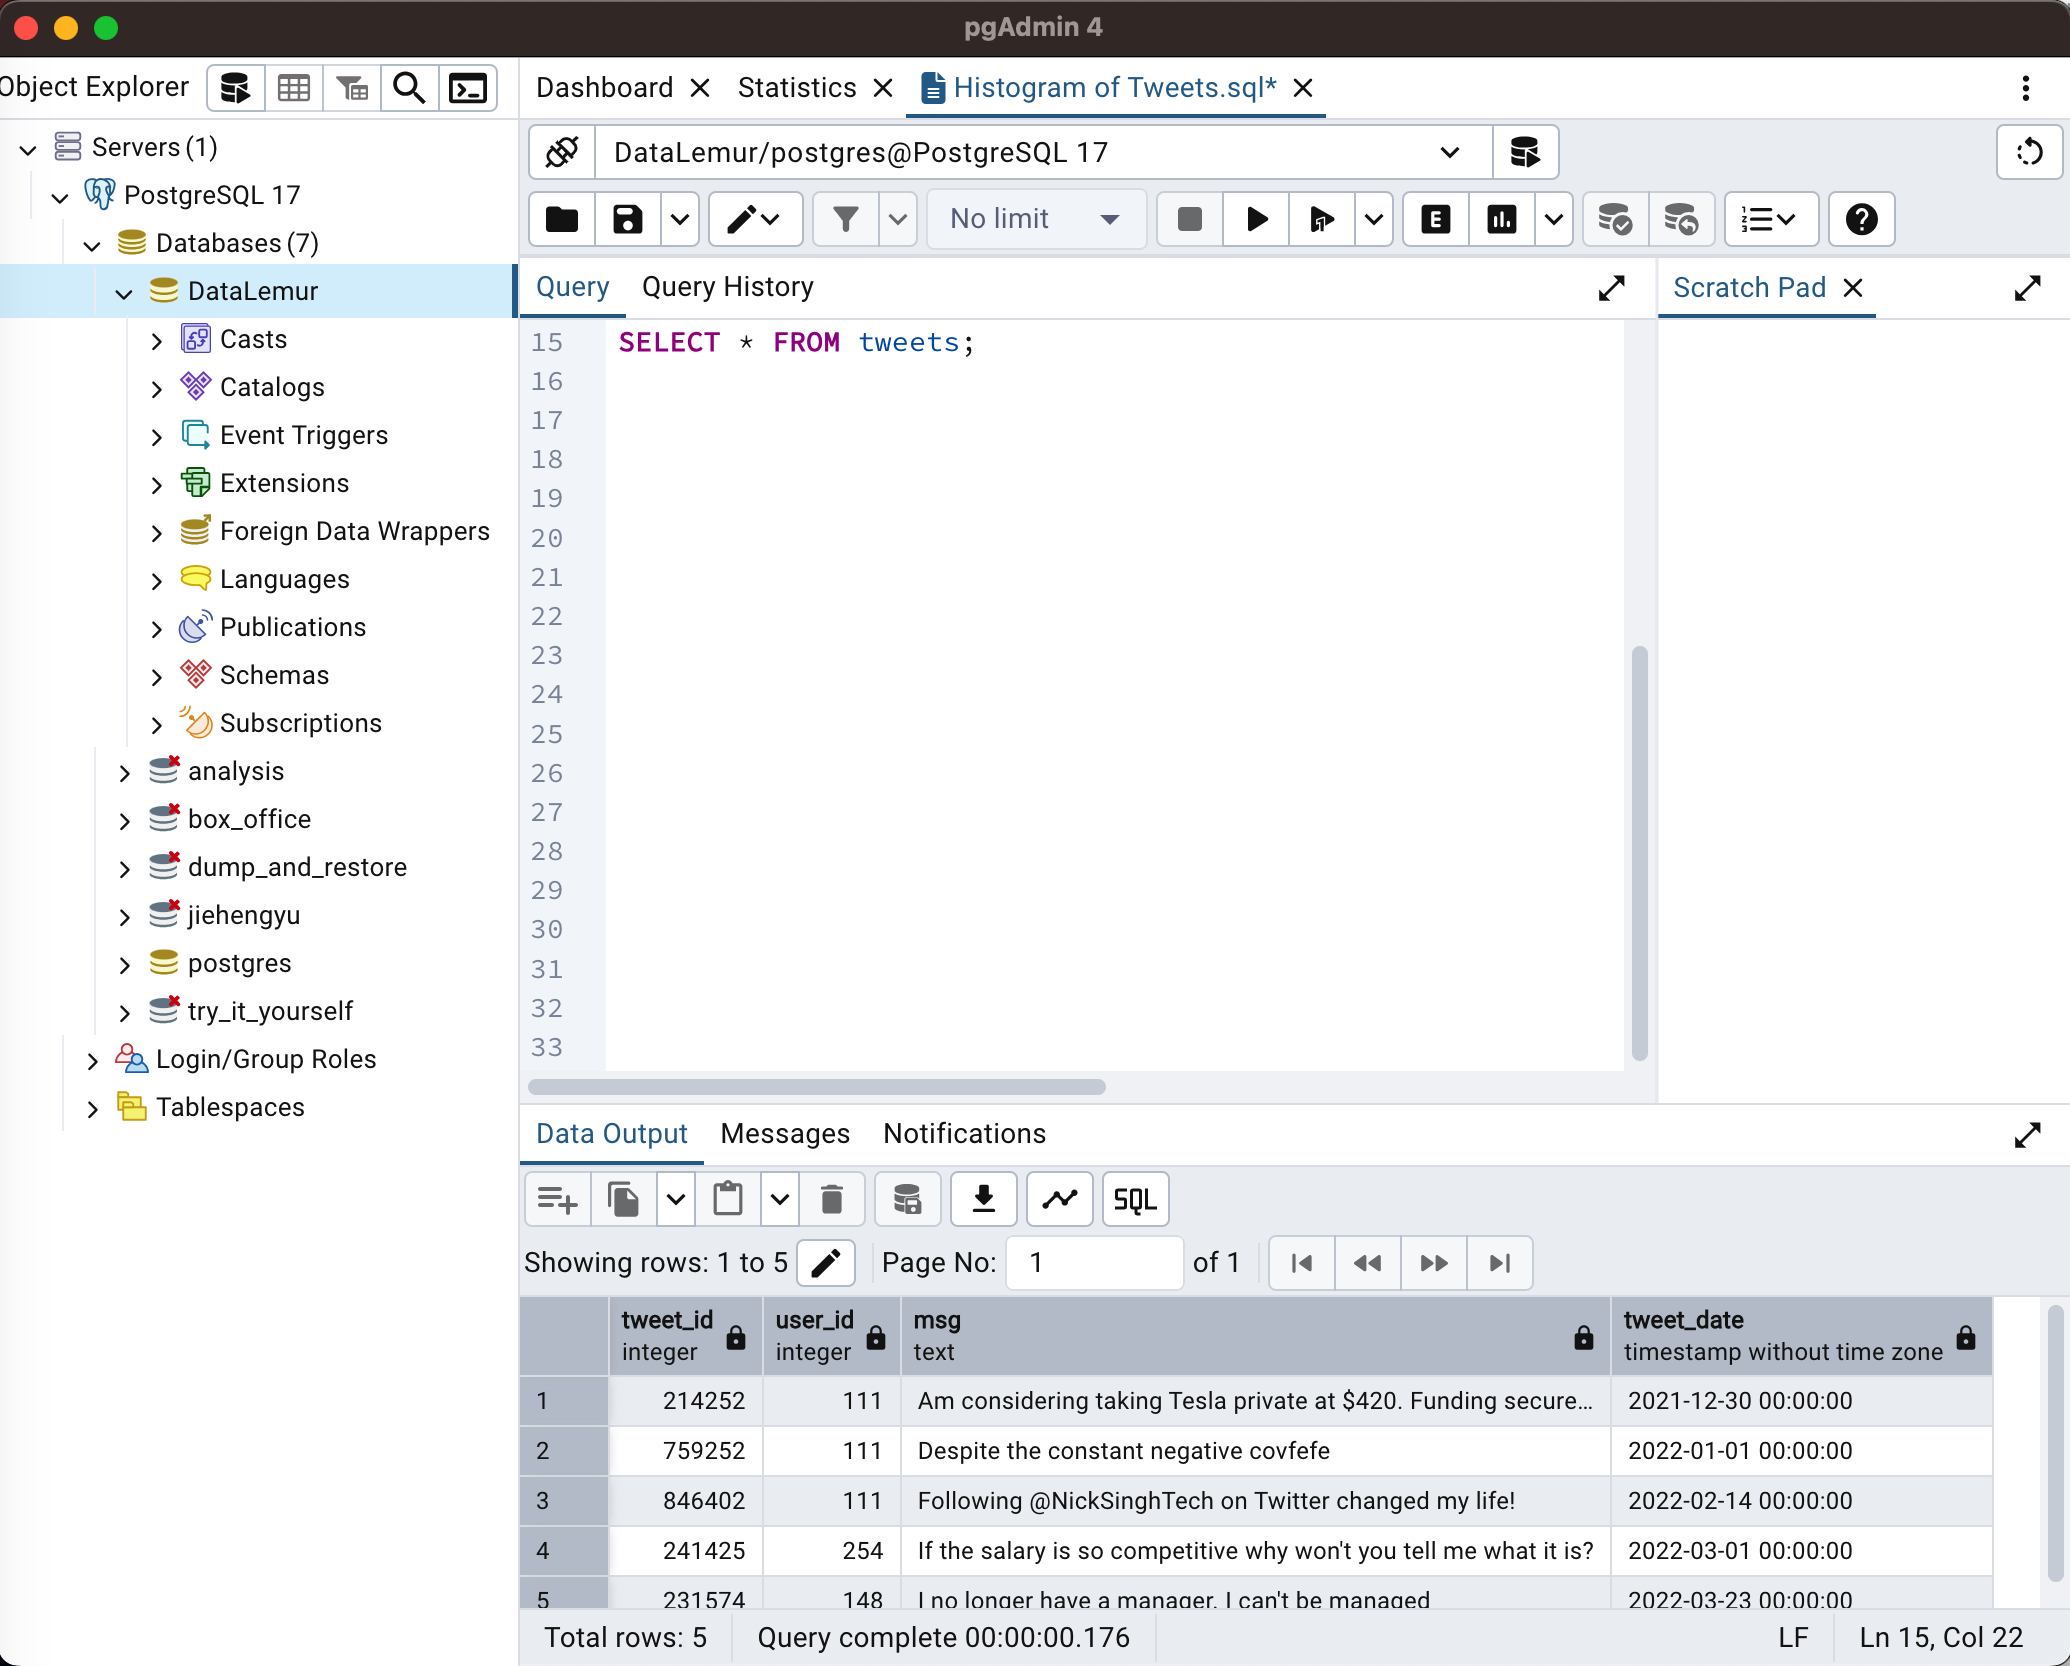 pgAdmin 4
Object Explorer
Servers (1)
PostgreSQL 17
Databases (7)
DataLemur
Casts
Catalogs
Event Triggers
Extensions
Foreign Data Wrappers
Languages
Publications
Schemas
Subscriptions
analysis
box_office
dump_and_restore
jiehengyu
postgres
try_it_yourself
Login/Group Roles
Tablespaces
Dashboard Statistics Histogram of Tweets.sql*
DataLemur/postgres@PostgreSQL 17
No limit
Query Query History
Scratch Pad
15 SELECT * FROM tweets;
16
17
18
19
20
21
22
23
24
25
26
27
28
29
30
31
32
33
Data Output Messages Notifications
SQL
Showing rows: 1 to 5 Page No: 1 of 1
tweet_id user_id msg tweet_date
integer integer text timestamp without time zone
1 214252 111 Am considering taking Tesla private at $420. Funding secure... 2021-12-30 00:00:00
2 759252 111 Despite the constant negative covfefe 2022-01-01 00:00:00
3 846402 111 Following @NickSinghTech on Twitter changed my life! 2022-02-14 00:00:00
4 241425 254 If the salary is so competitive why won't you tell me what it is? 2022-03-01 00:00:00
5 231574 148 I no longer have a manager. I can't be managed 2022-03-23 00:00:00
Total rows: 5 Query complete 00:00:00.176 LF Ln 15, Col 22